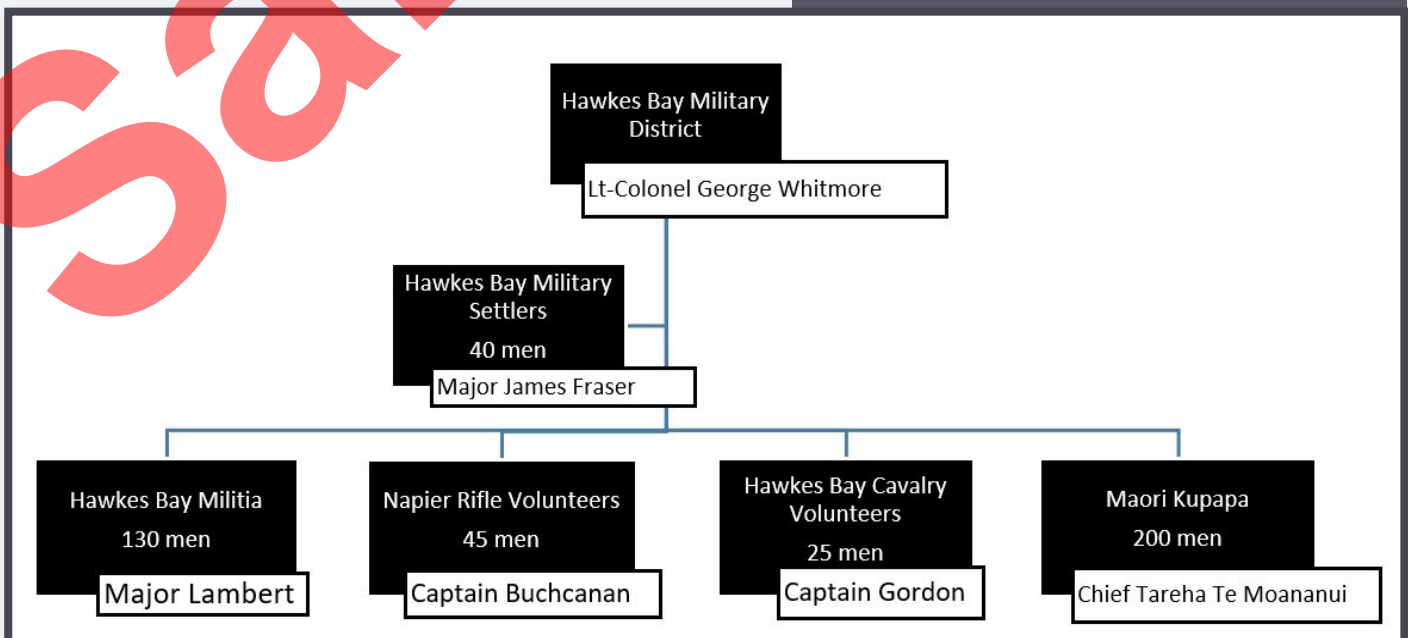 Sa
Hawkes Bay Military
District
Lt-Colonel George Whitmore
Hawkes Bay Military
Settlers
40 men
Major James Fraser
Hawkes Bay Militia
130 men
Major Lambert
Napier Rifle Volunteers
45 men
Captain Buchcanan
Hawkes Bay Cavalry
Volunteers
25 men
Captain Gordon
Maori Kupapa
200 men
Chief Tareha Te Moananui